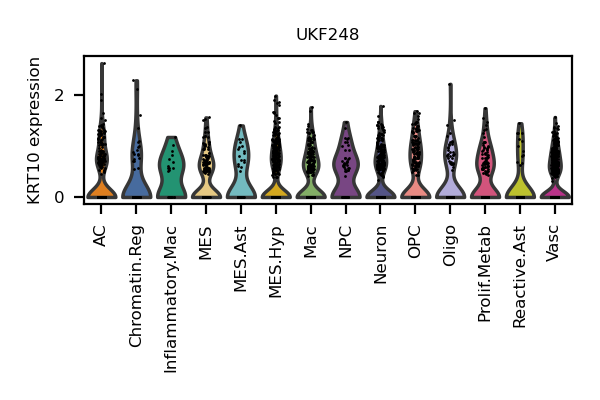 UKF248
KRT10 expression
2
0
AC
Chromatin.Reg
Inflammatory.Mac
MES
MES.Ast
MES.Hyp
Mac
NPC
Neuron
OPC
Oligo
Prolif.Metab
Reactive.Ast
Vasc